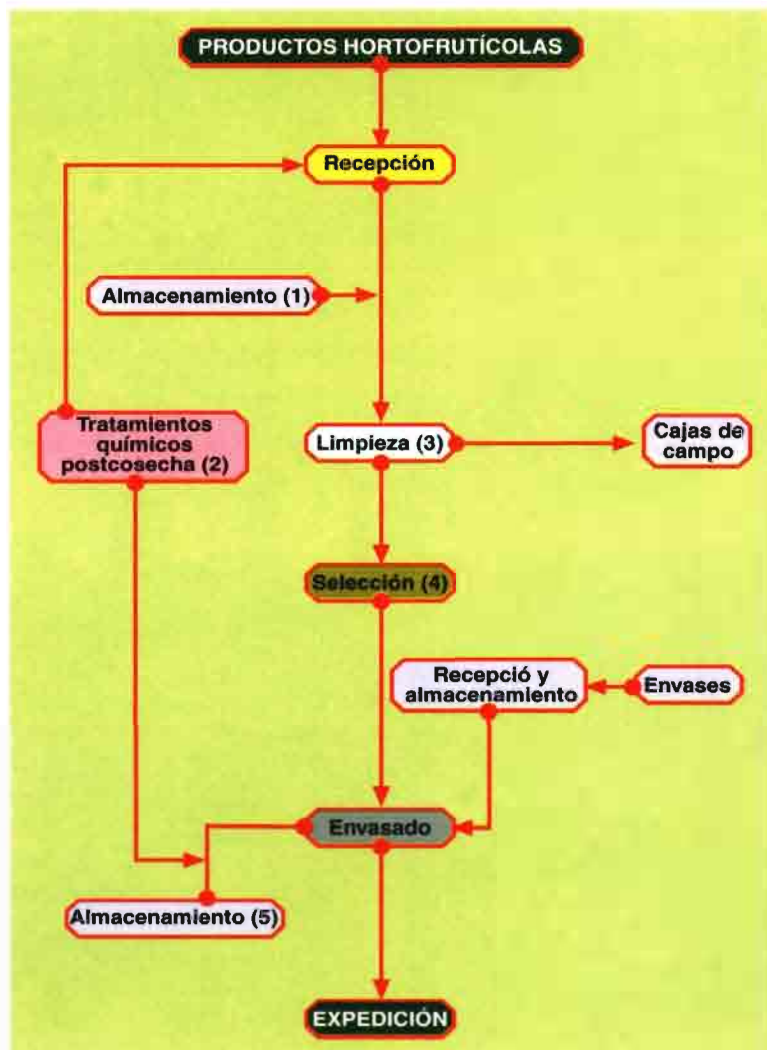 PRODUCTOS HORTOFRUTÍCOLAS
Recepción
Almacenamiento (1)
Tratamientos
químicos
postcosecha (2)
Limpieza (3)
Cajas de
campo
Selección (4)
Recepció y
almacenamiento
Envases
Envasado
Almacenamiento (5)
EXPEDICIÓN